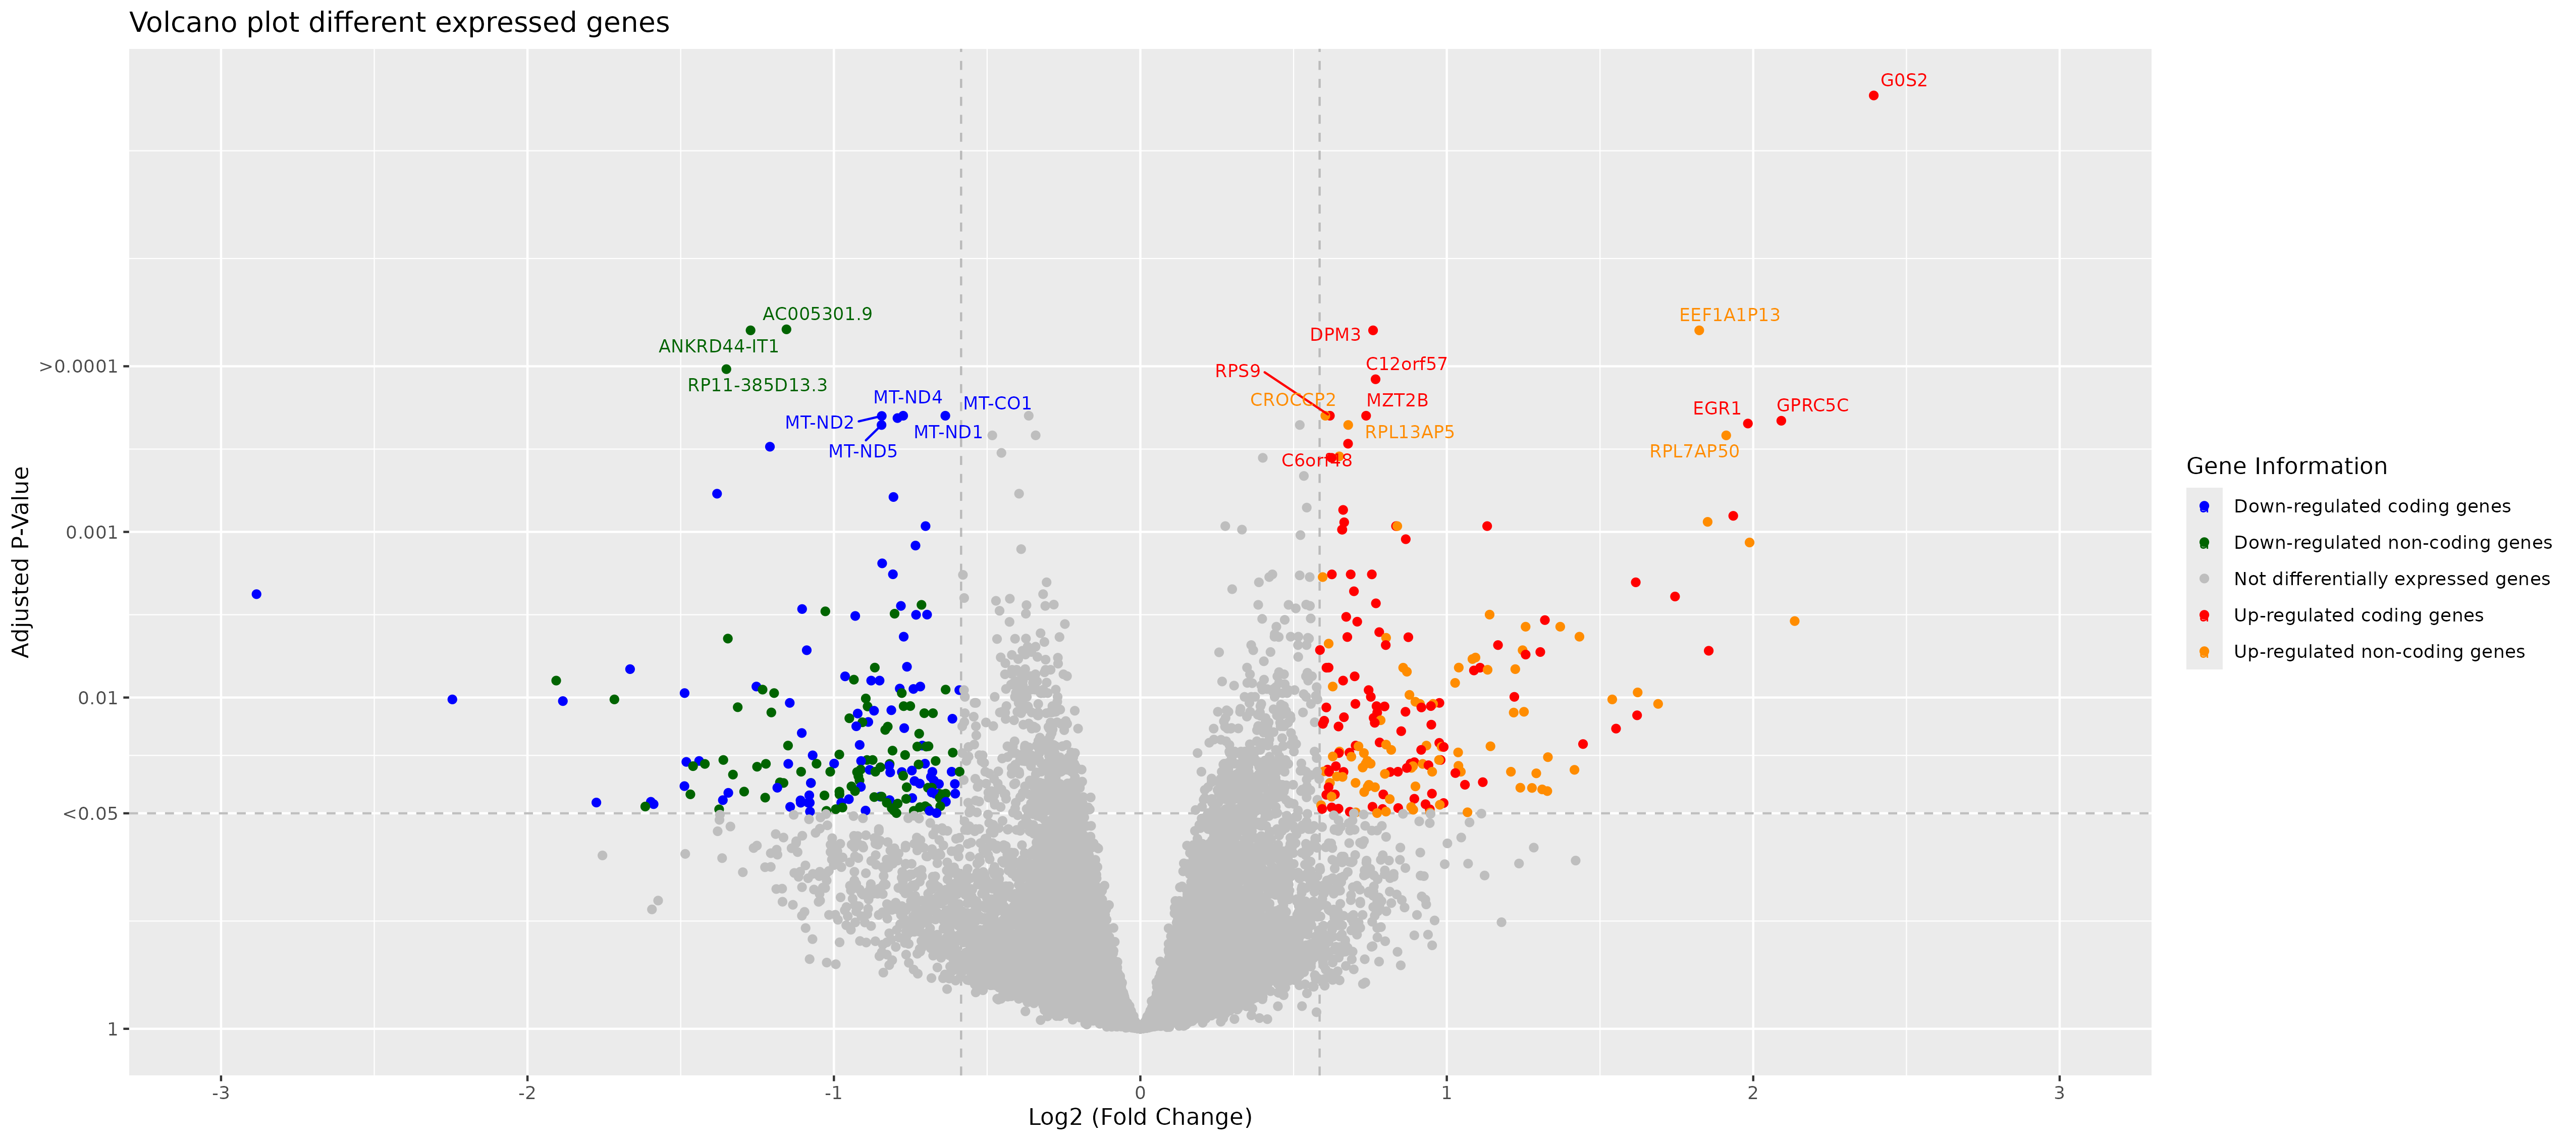 Volcano plot different expressed genes
G0S2
AC005301.9
EEF1A1P13
DPM3
ANKRD44-IT1
C12orf57
>0.0001
RPS9
RP11-385D13.3
MT-ND4
CROCCP2
MZT2B
MT-CO1
GPRC5C
EGR1
MT-ND2
MT-ND1
RPL13AP5
MT-ND5
RPL7AP50
C6orf48
Adjusted P-Value
0.001
0.01
<0.05
1
-3
-2
-1
0
1
2
3
Log2 (Fold Change)
Gene Information
Down-regulated coding genes
Down-regulated non-coding genes
Not differentially expressed genes
Up-regulated coding genes
Up-regulated non-coding genes